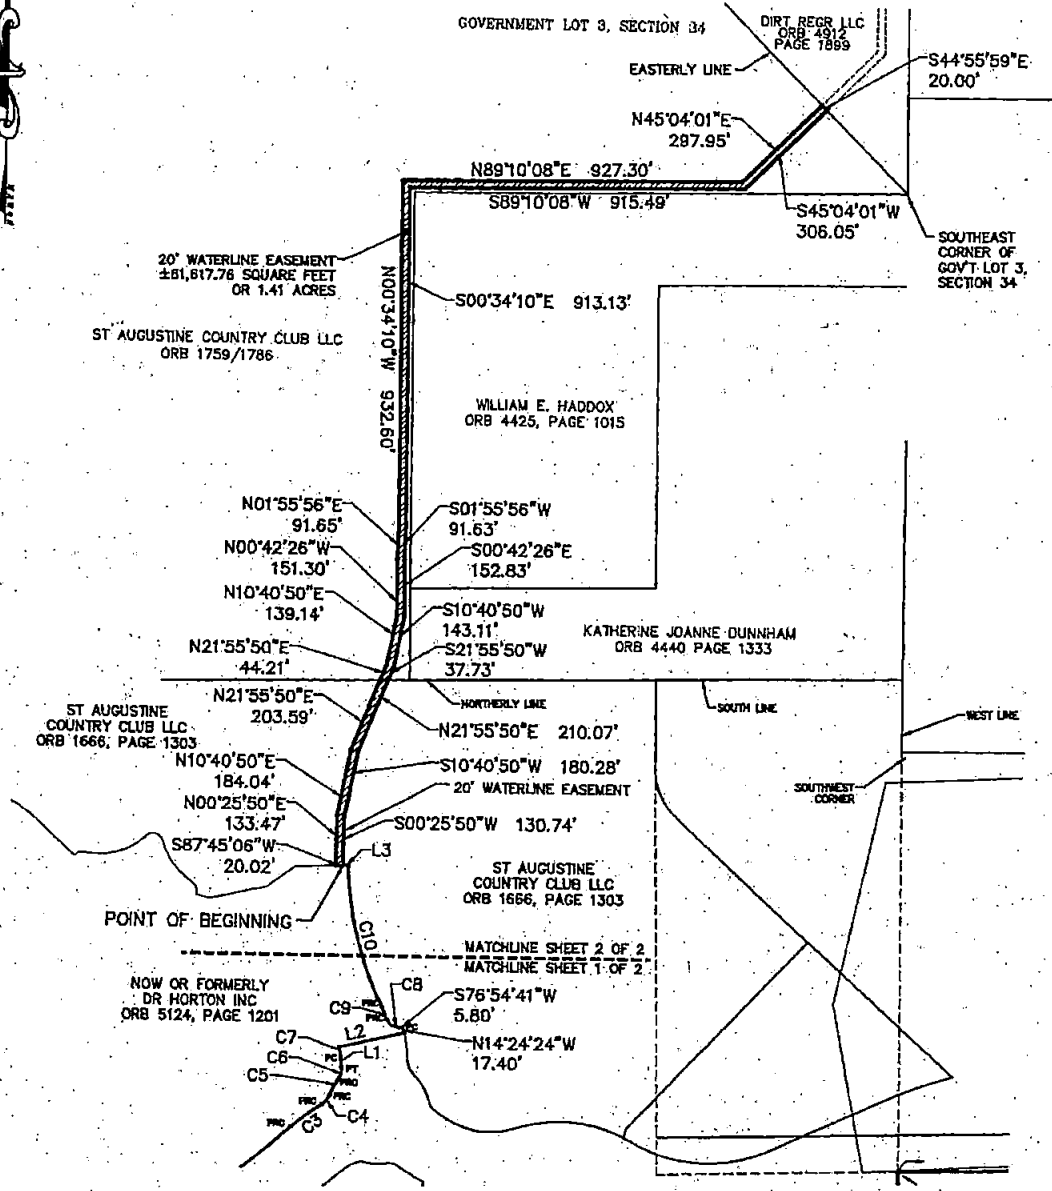 GOVERNMENT LOT 3, SECTION 34
DIRT REGR LLC
ORB 4912
PAGE 1899
EASTERLY LINE
S44°55'59"E
20.00'
N45°04'01"E
297.95'
N89°10'08"E 927.30'
S89°10'08"W 915.49'
S45°04'01"W
306.05'
SOUTHEAST
CORNER OF
GOV'T LOT 3,
SECTION 34
20' WATERLINE EASEMENT
±61,617.76 SQUARE FEET
OR 1.41 ACRES
N00°34'10"W 932.60'
S00°34'10"E 913.13'
ST AUGUSTINE COUNTRY CLUB LLC
ORB 1759/1786
WILLIAM E. HADDOX
ORB 4425, PAGE 1015
N01°55'56"E
91.65'
S01°55'56"W
91.63'
N00°42'26"W
151.30'
S00°42'26"E
152.83'
N10°40'50"E
139.14'
S10°40'50"W
143.11'
KATHERINE JOANNE DUNNHAM
ORB 4440 PAGE 1333
N21°55'50"E
44.21'
S21°55'50"W
37.73'
N21°55'50"E
203.59'
NORTHERLY LINE
SOUTH LINE
WEST LINE
ST AUGUSTINE
COUNTRY CLUB LLC
ORB 1666, PAGE 1303
N21°55'50"E 210.07'
N10°40'50"E
184.04'
S10°40'50"W 180.28'
20' WATERLINE EASEMENT
SOUTHWEST
CORNER
N00°25'50"E
133.47'
S00°25'50"W 130.74'
S87°45'06"W
20.02'
L3
ST AUGUSTINE
COUNTRY CLUB LLC
ORB 1666, PAGE 1303
POINT OF BEGINNING
C10
MATCHLINE SHEET 2 OF 2
MATCHLINE SHEET 1 OF 2
NOW OR FORMERLY
DR HORTON INC
ORB 5124, PAGE 1201
C8
S76°54'41"W
5.80'
C9
PRC
PRC
N14°24'24"W
17.40'
C7
L2
C6
PC
L1
PT
C5
PRC
PRC
PRC
C4
C3
PRC